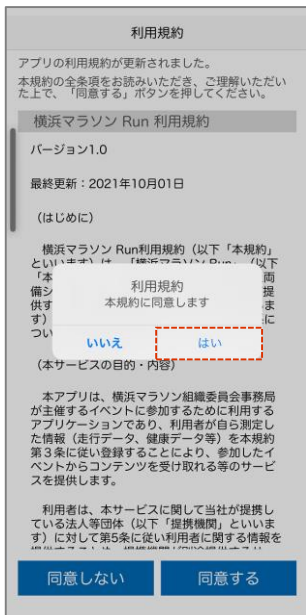 利用規約
アプリの利用規約が更新されました。
本規約の全条項をお読みいただき、ご理解いただい
た上で、「同意する」ボタンを押してください。
横浜マラソン Run 利用規約
バージョン1.0
最終更新：2021年10月01日
（はじめに）
横浜マラソン Run利用規約（以下「本規約」
といいます）は、「横浜マラソン Run」（以下
「本
両
備シ
提
供す
ま
す）
に
つい
利用規約
本規約に同意します
いいえ
はい
（本サービスの目的・内容）
本アプリは、横浜マラソン組織委員会事務局
が主催するイベントに参加するために利用する
アプリケーションであり、利用者が自ら測定し
た情報（走行データ、健康データ等）を本規約
第３条に従い登録することにより、参加したイ
ベントからコンテンツを受け取れる等のサービ
スを提供します。
利用者は、本サービスに関して当社が提携し
ている法人等団体（以下「提携機関」といいま
す）に対して第5条に従い利用者に関する情報を
同意しない
同意する